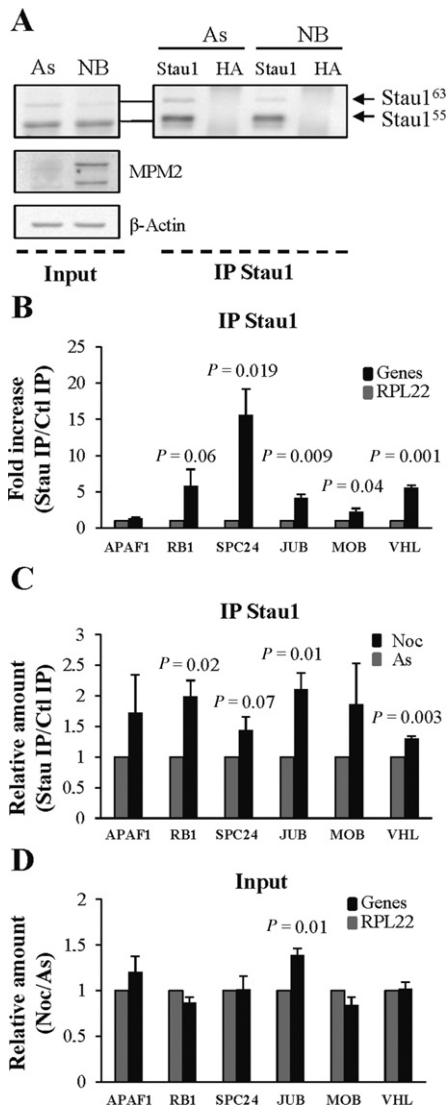 A
As NB
As NB
Stau1 HA Stau1 HA
Stau1⁶³
Stau1⁵⁵
MPM2
β-Actin
Input IP Stau1
B
IP Stau1
Fold increase
(Stau IP/Ctl IP)
25
20
15
10
5
0
Genes
RPL22
P = 0.06
P = 0.019
P = 0.009
P = 0.04
P = 0.001
APAF1 RB1 SPC24 JUB MOB VHL
C
IP Stau1
Relative amount
(Stau IP/Ctl IP)
3
2.5
2
1.5
1
0.5
0
Noc
As
P = 0.02
P = 0.07
P = 0.01
P = 0.003
APAF1 RB1 SPC24 JUB MOB VHL
D
Input
Relative amount
(Noc/As)
2
1.5
1
0.5
0
Genes
RPL22
P = 0.01
APAF1 RB1 SPC24 JUB MOB VHL